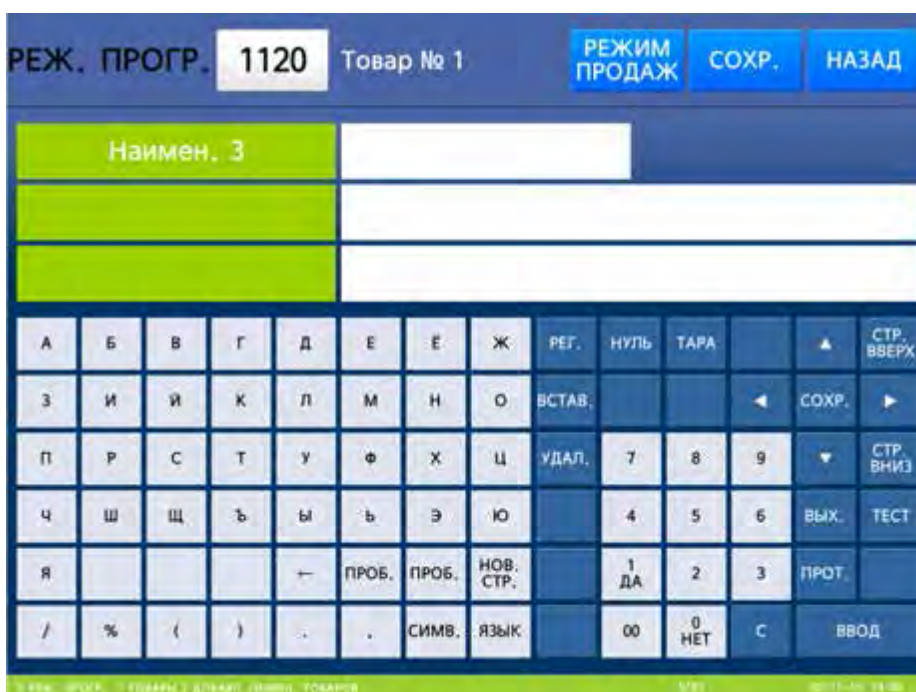 РЕЖ. ПРОГР. 1120 Товар № 1 РЕЖИМ ПРОДАЖ СОХР. НАЗАД
Наимен. 3
А Б В Г Д Е Ё Ж РЕГ. НУЛЬ ТАРА ▲ СТР. ВВЕРХ
З И Й К Л М Н О ВСТАВ. ◀ СОХР. ▶
П Р С Т У Ф Х Ц УДАЛ. 7 8 9 ▼ СТР. ВНИЗ
Ч Ш Щ Ъ Ы Ь Э Ю 4 5 6 ВЫХ. ТЕСТ
Я ← ПРОБ. ПРОБ. НОВ. СТР. 1 ДА 2 3 ПРОТ.
/ % ( ) СИМВ. ЯЗЫК 00 0 НЕТ С ВВОД